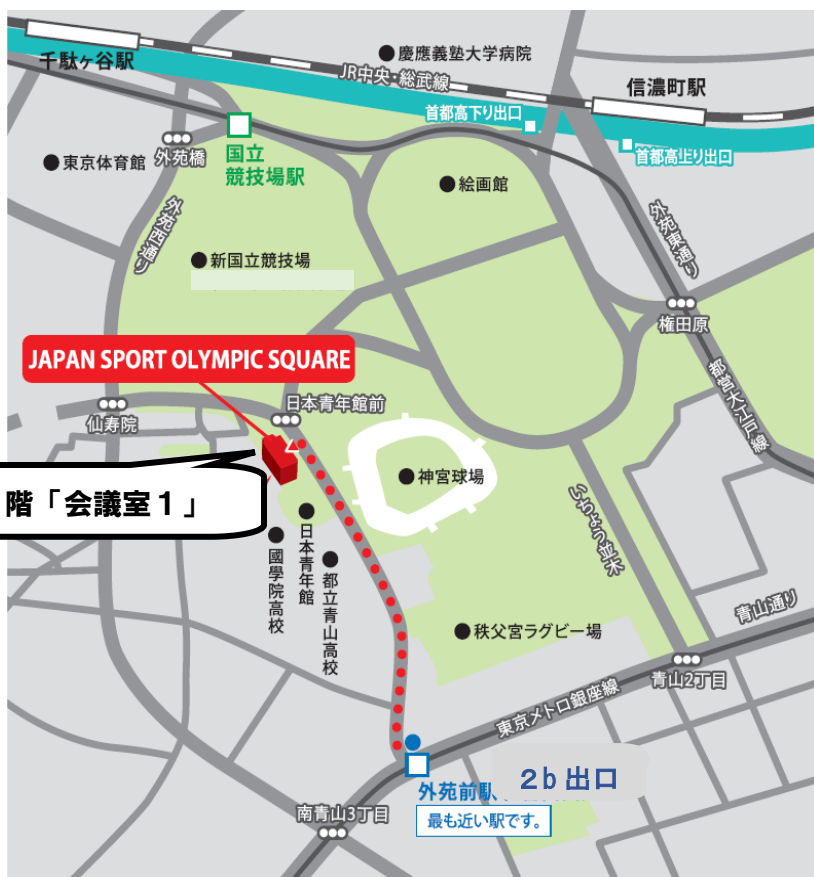 千駄ヶ谷駅
慶應義塾大学病院
JR中央・総武線
信濃町駅
首都高下り出口
首都高上り出口
外苑橋
東京体育館
国立
競技場駅
絵画館
外苑西通り
外苑東通り
新国立競技場
権田原
JAPAN SPORT OLYMPIC SQUARE
都営大江戸線
仙寿院
日本青年館前
階「会議室１」
神宮球場
いちょう並木
日本青年館
國學院高校
都立青山高校
秩父宮ラグビー場
青山通り
青山2丁目
東京メトロ銀座線
2b 出口
外苑前駅、
最も近い駅です。
南青山3丁目